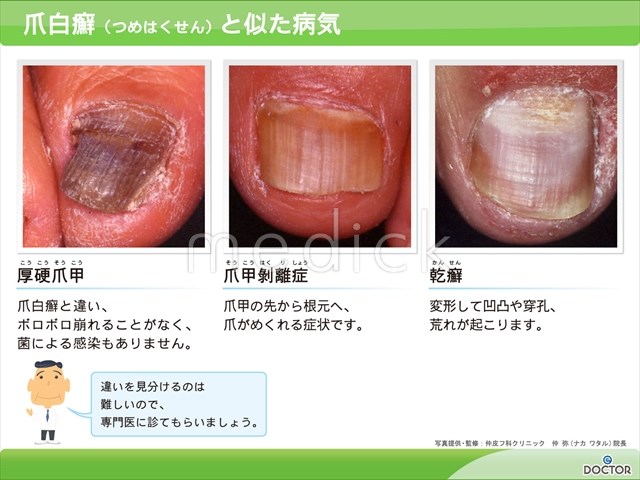 爪白癬（つめはくせん）と似た病気
medick
こう こう そう こう
厚硬爪甲
爪白癬と違い、
ボロボロ崩れることがなく、
菌による感染もありません。
そう こう はく り しょう
爪甲剝離症
爪甲の先から根元へ、
爪がめくれる症状です。
かん せん
乾癬
変形して凹凸や穿孔、
荒れが起こります。
違いを見分けるのは
難しいので、
専門医に診てもらいましょう。
写真提供・監修：仲皮フ科クリニック 仲 弥（ナカ ワタル）院長
e DOCTOR